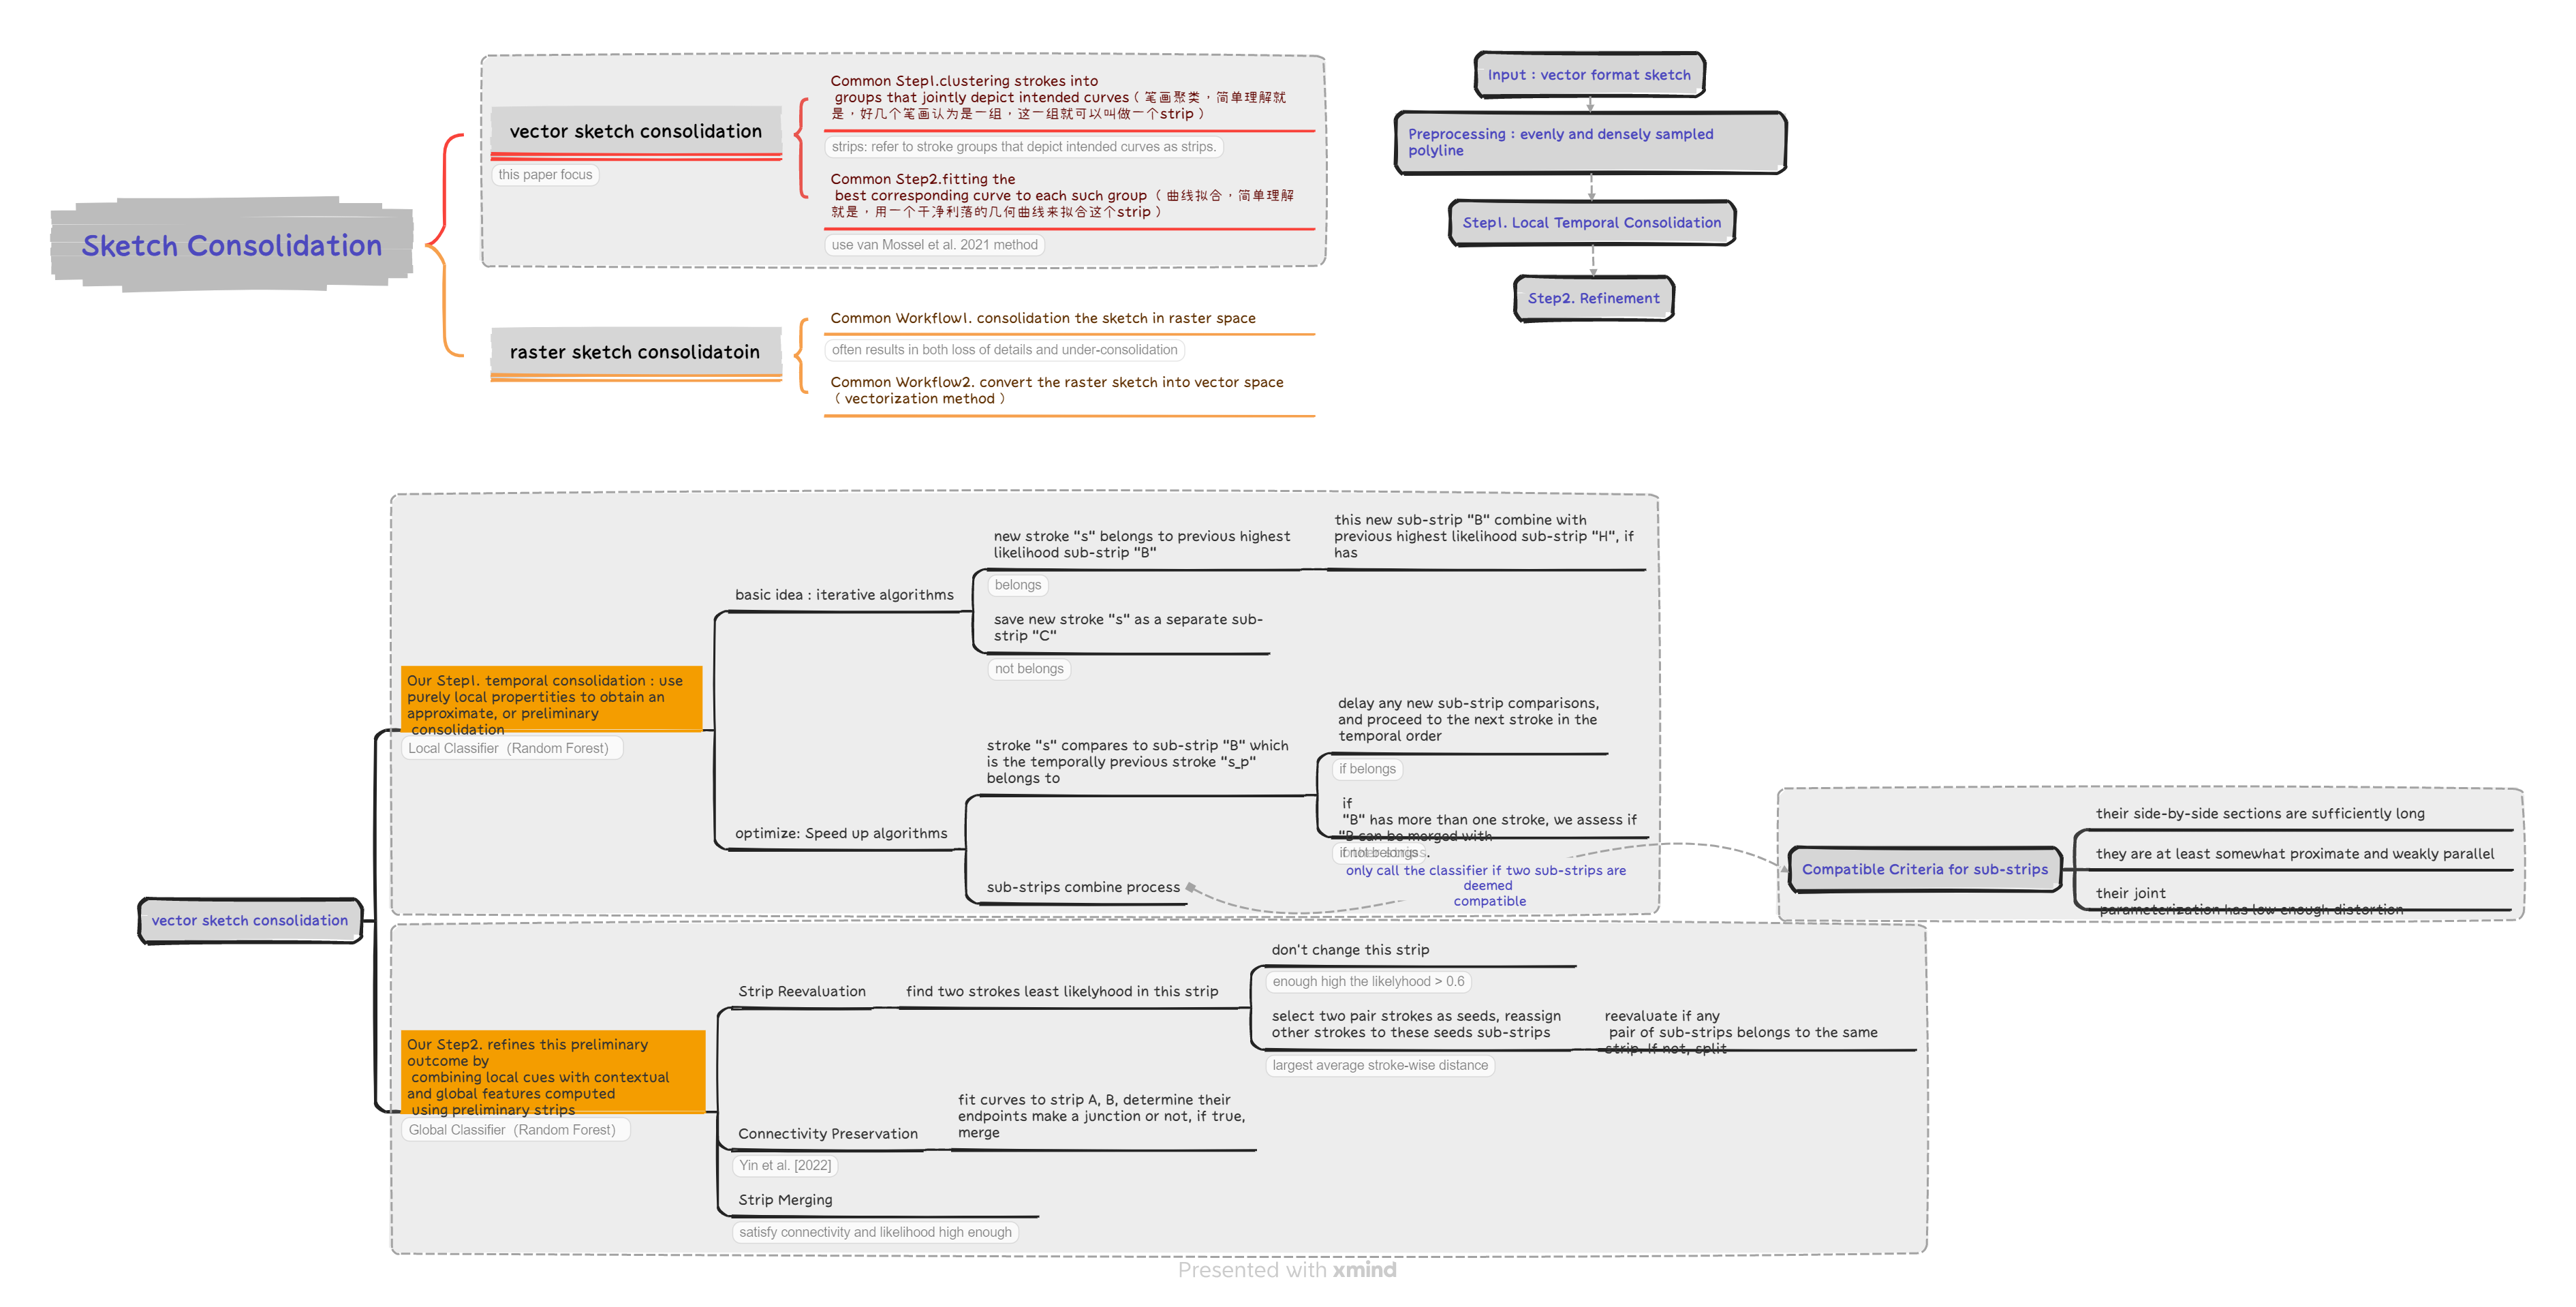 Sketch Consolidation
vector sketch consolidation
this paper focus
Common Step1.clustering strokes into
groups that jointly depict intended curves（笔画聚类，简单理解就
是，好几个笔画认为是一组，这一组就可以叫做一个strip）
strips: refer to stroke groups that depict intended curves as strips.
Common Step2.fitting the
best corresponding curve to each such group（曲线拟合，简单理解
就是，用一个干净利落的几何曲线来拟合这个strip）
use van Mossel et al. 2021 method
raster sketch consolidatoin
Common Workflow1. consolidation the sketch in raster space
often results in both loss of details and under-consolidation
Common Workflow2. convert the raster sketch into vector space
（vectorization method）
Input : vector format sketch
Preprocessing : evenly and densely sampled
polyline
Step1. Local Temporal Consolidation
Step2. Refinement
vector sketch consolidation
Our Step1. temporal consolidation : use
purely local propertities to obtain an
approximate, or preliminary
consolidation
Local Classifier（Random Forest）
basic idea : iterative algorithms
new stroke "s" belongs to previous highest
likelihood sub-strip "B"
belongs
this new sub-strip "B" combine with
previous highest likelihood sub-strip "H", if
has
save new stroke "s" as a separate sub-
strip "C"
not belongs
optimize: Speed up algorithms
stroke "s" compares to sub-strip "B" which
is the temporally previous stroke "s_p"
belongs to
delay any new sub-strip comparisons,
and proceed to the next stroke in the
temporal order
if belongs
if
"B" has more than one stroke, we assess if
"B can be merged with
if not belongs
sub-strips combine process
only call the classifier if two sub-strips are
deemed
compatible
Compatible Criteria for sub-strips
their side-by-side sections are sufficiently long
they are at least somewhat proximate and weakly parallel
their joint
parameterization has low enough distortion
Our Step2. refines this preliminary
outcome by
combining local cues with contextual
and global features computed
using preliminary strips
Global Classifier（Random Forest）
Strip Reevaluation
find two strokes least likelyhood in this strip
don't change this strip
enough high the likelyhood > 0.6
select two pair strokes as seeds, reassign
other strokes to these seeds sub-strips
largest average stroke-wise distance
reevaluate if any
pair of sub-strips belongs to the same
strip. If not, split
Connectivity Preservation
Yin et al. [2022]
fit curves to strip A, B, determine their
endpoints make a junction or not, if true,
merge
Strip Merging
satisfy connectivity and likelihood high enough
Presented with xmind